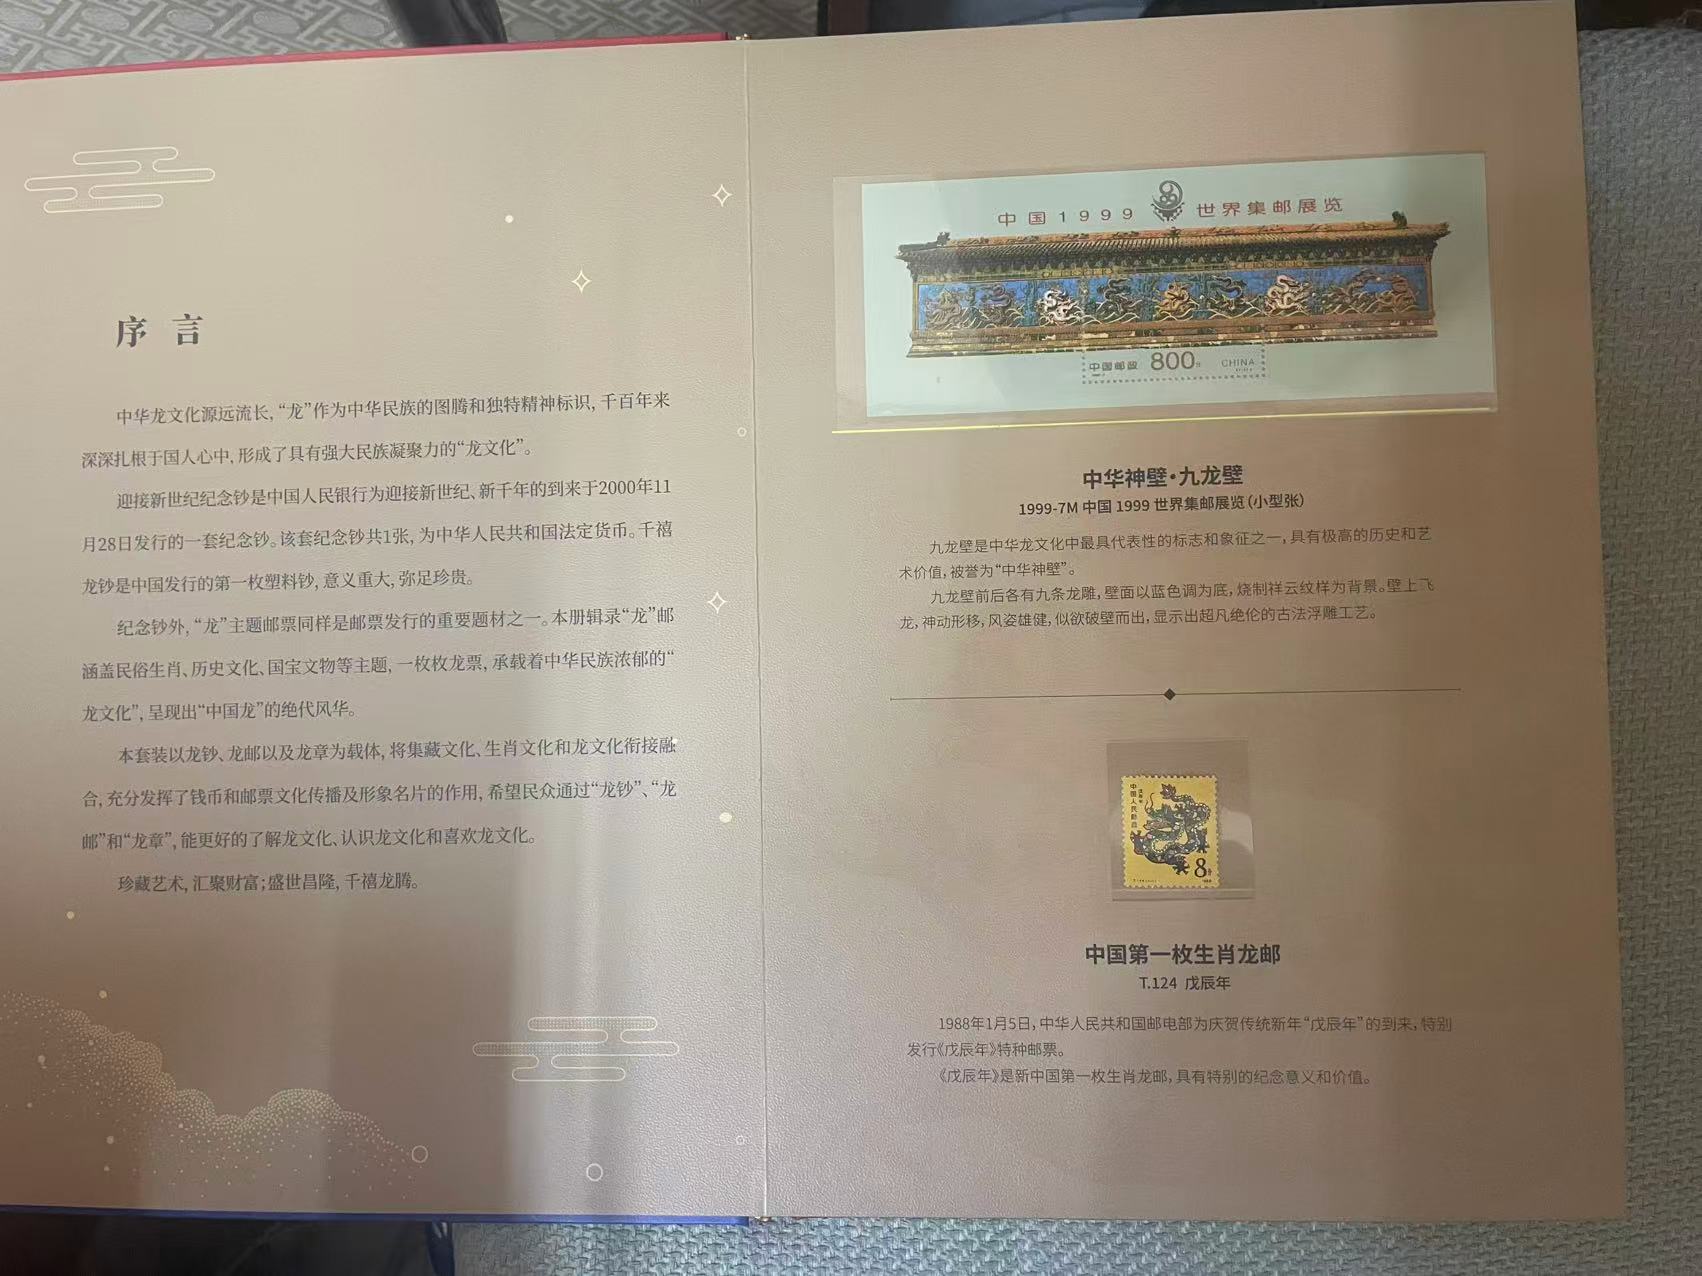 序言
中华龙文化源远流长，“龙”作为中华民族的图腾和独特精神标识，千百年来
深深扎根于国人心中，形成了具有强大民族凝聚力的“龙文化”。
迎接新世纪纪念钞是中国人民银行为迎接新世纪、新千年的到来于2000年11
月28日发行的一套纪念钞。该套纪念钞共1张，为中华人民共和国法定货币。千禧
龙钞是中国发行的第一枚塑料钞，意义重大，弥足珍贵。
纪念钞外，“龙”主题邮票同样是邮票发行的重要题材之一。本册辑录“龙”邮
涵盖民俗生肖、历史文化、国宝文物等主题，一枚枚龙票，承载着中华民族浓郁的“
龙文化”，呈现出“中国龙”的绝代风华。
本套装以龙钞、龙邮以及龙章为载体，将集藏文化、生肖文化和龙文化衔接融
合，充分发挥了钱币和邮票文化传播及形象名片的作用，希望民众通过“龙钞”、“龙
邮”和“龙章”，能更好的了解龙文化、认识龙文化和喜欢龙文化。
珍藏艺术，汇聚财富；盛世昌隆，千禧龙腾。
中国1999 世界集邮展览
中国邮政 800分 CHINA
中华神壁·九龙壁
1999-7M 中国1999世界集邮展览（小型张）
九龙壁是中华龙文化中最具代表性的标志和象征之一，具有极高的历史和艺
术价值，被誉为“中华神壁”。
九龙壁前后各有九条龙雕，壁面以蓝色调为底，烧制祥云纹样为背景。壁上飞
龙，神动形移，风姿雄健，似欲破壁而出，显示出超凡绝伦的古法浮雕工艺。
中国人民邮政
戊辰年
8分
1988
中国第一枚生肖龙邮
T.124 戊辰年
1988年1月5日，中华人民共和国邮电部为庆贺传统新年“戊辰年”的到来，特别
发行《戊辰年》特种邮票。
《戊辰年》是新中国第一枚生肖龙邮，具有特别的纪念意义和价值。